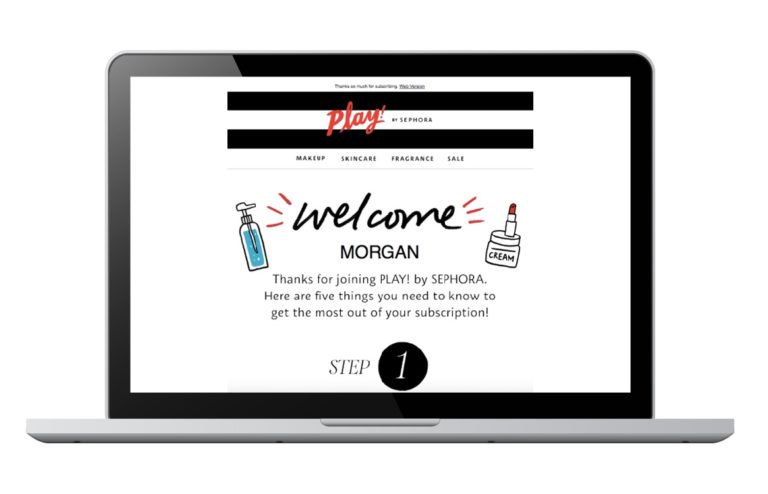 Thanks so much for subscribing. Web Version
Play! BY SEPHORA
MAKEUP SKINCARE FRAGRANCE SALE
welcome
MORGAN
CREAM
Thanks for joining PLAY! by SEPHORA.
Here are five things you need to know to
get the most out of your subscription!
STEP 1